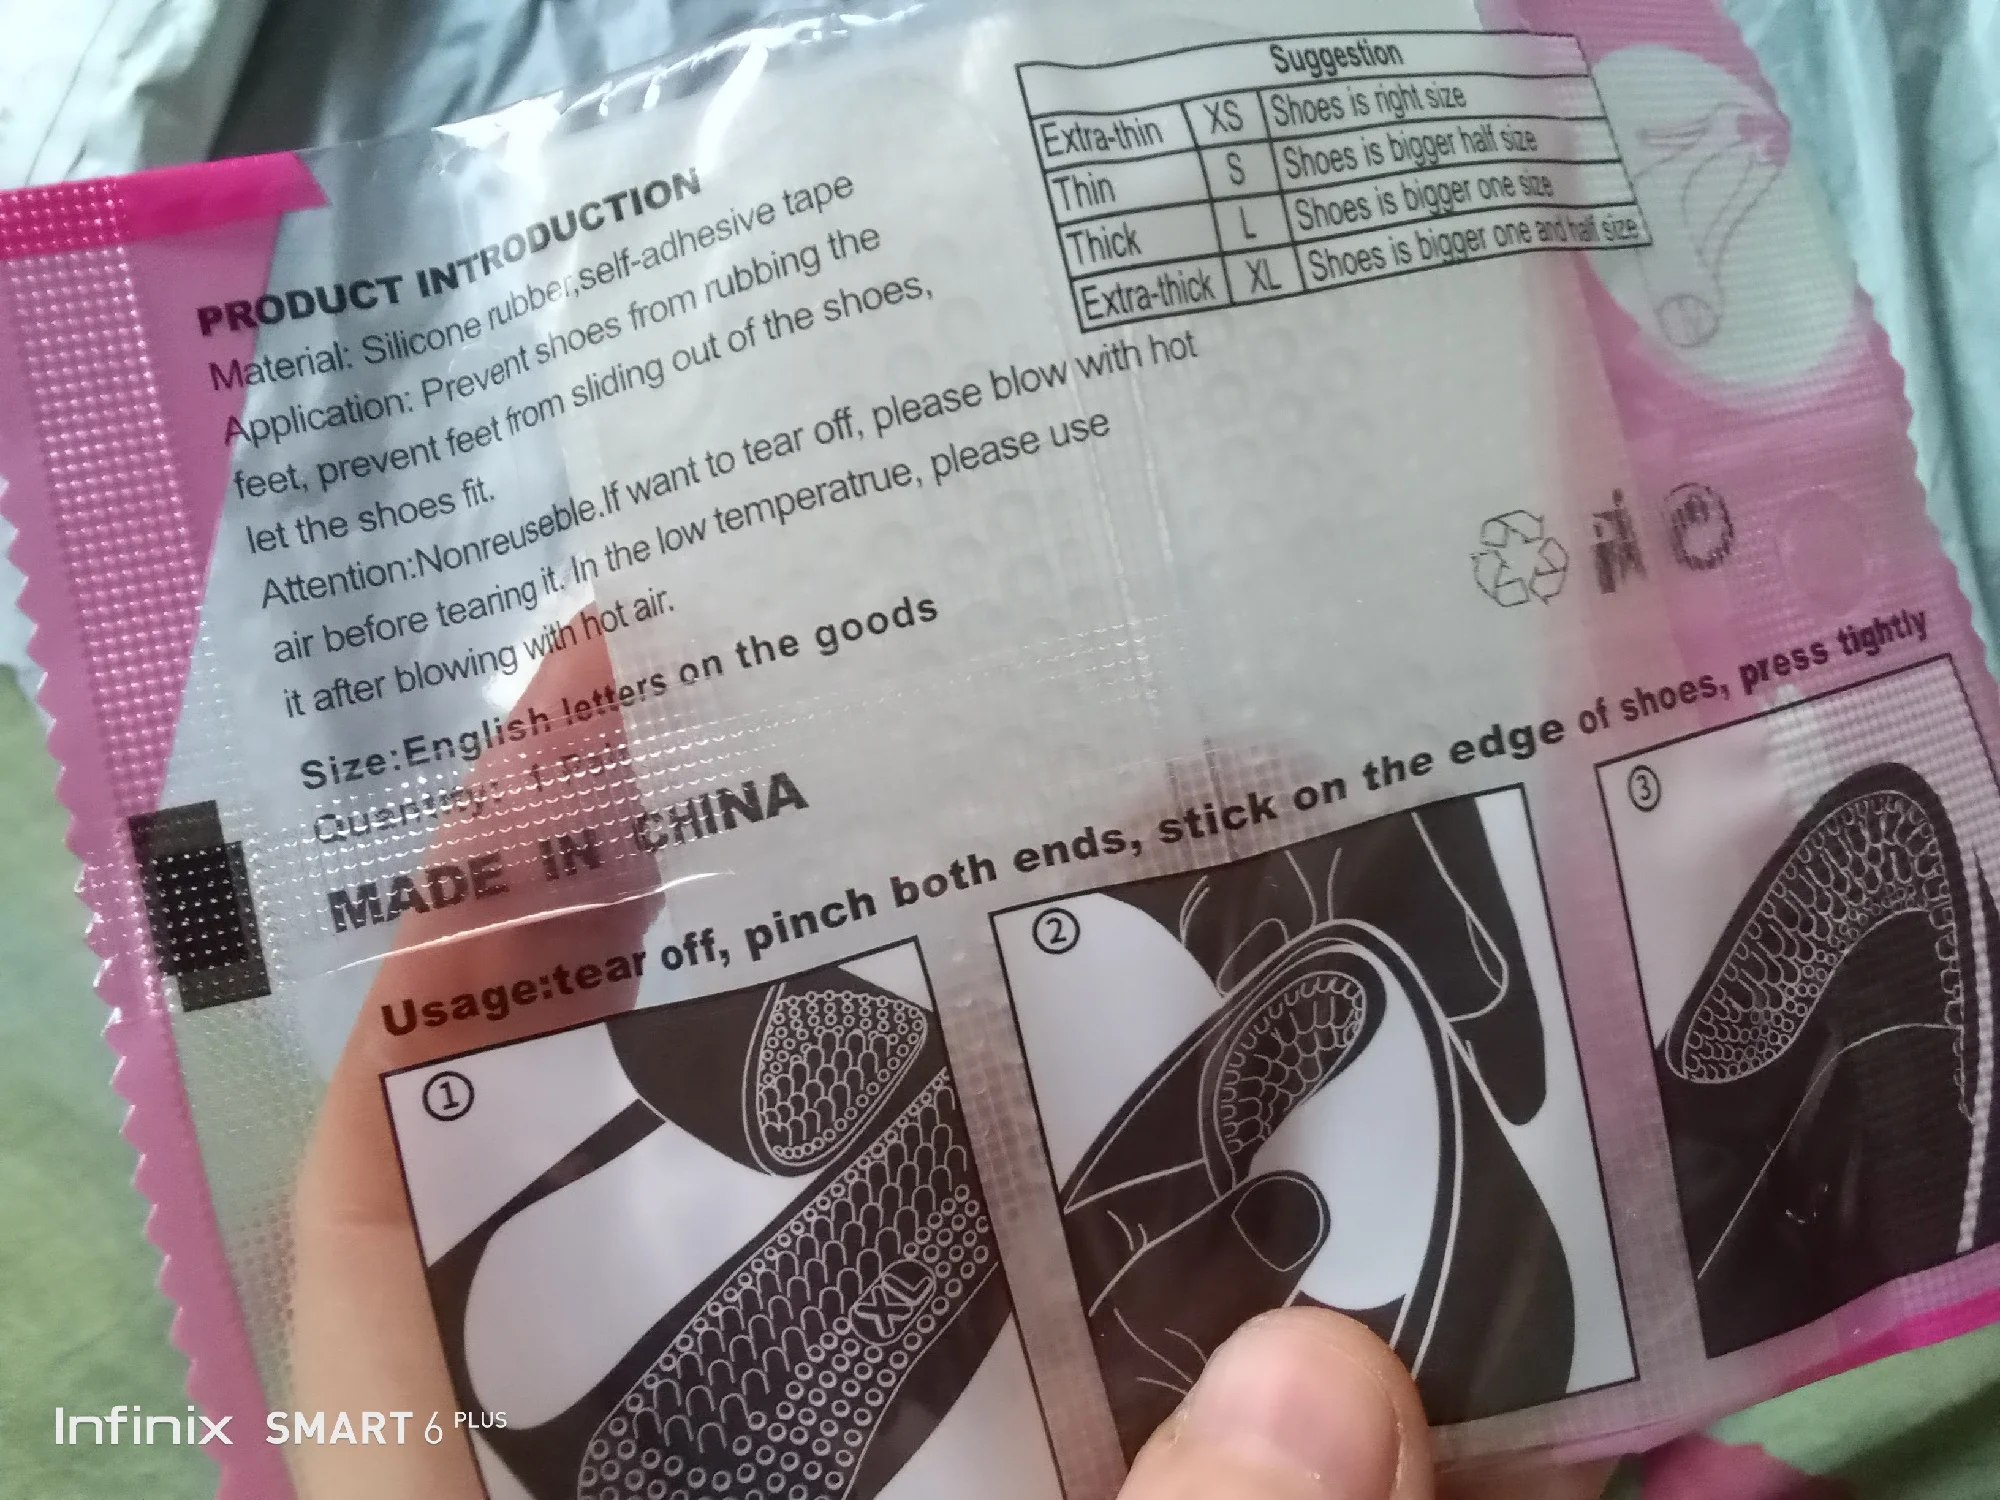 PRODUCT INTRODUCTION
Material: Silicone rubber,self-adhesive tape
Application: Prevent shoes from rubbing the
feet, prevent feet from sliding out of the shoes,
let the shoes fit.
Attention:Nonreuseble.If want to tear off, please blow with hot
air before tearing it. In the low temperatrue, please use
it after blowing with hot air.
Size:English letters on the goods
Quantity: 1 Pair
MADE IN CHINA
Suggestion
Extra-thin XS Shoes is right size
Thin S Shoes is bigger half size
Thick L Shoes is bigger one size
Extra-thick XL Shoes is bigger one and half size
Usage:tear off, pinch both ends, stick on the edge of shoes, press tightly
①
XL
②
③
Infinix SMART 6 PLUS